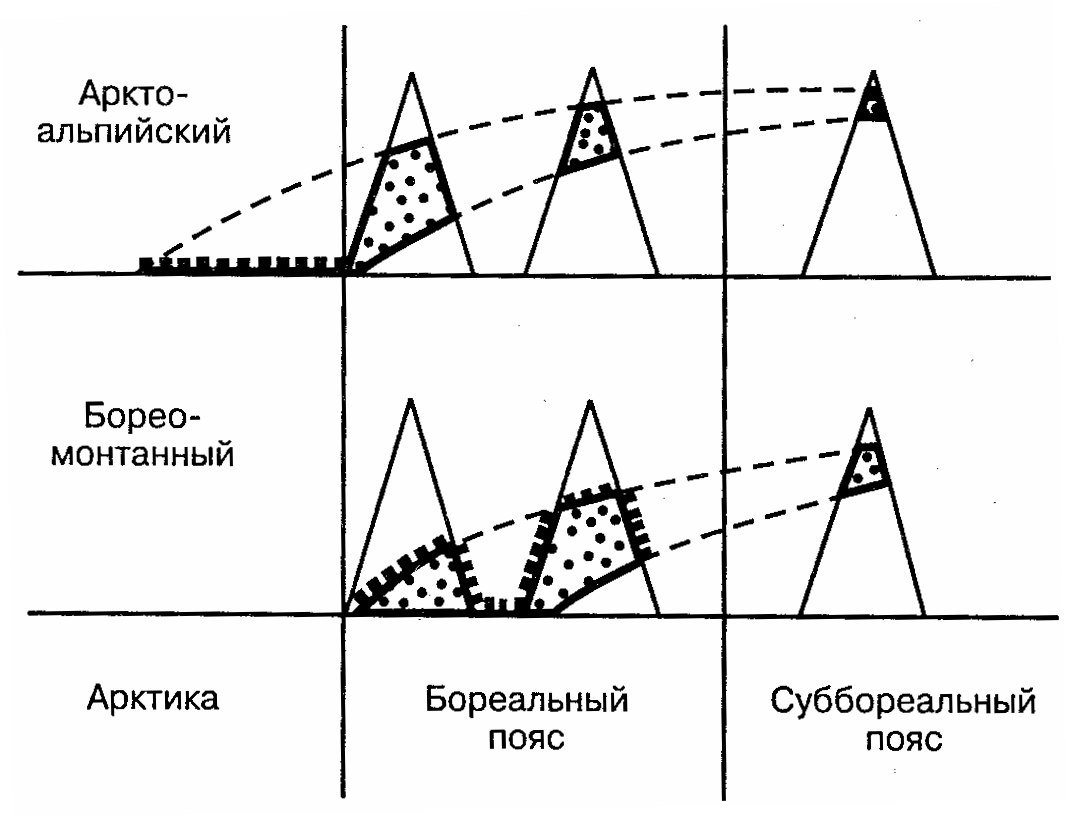 Аркто-
альпийский
Борео-
монтанный
Арктика
Бореальный
пояс
Суббореальный
пояс